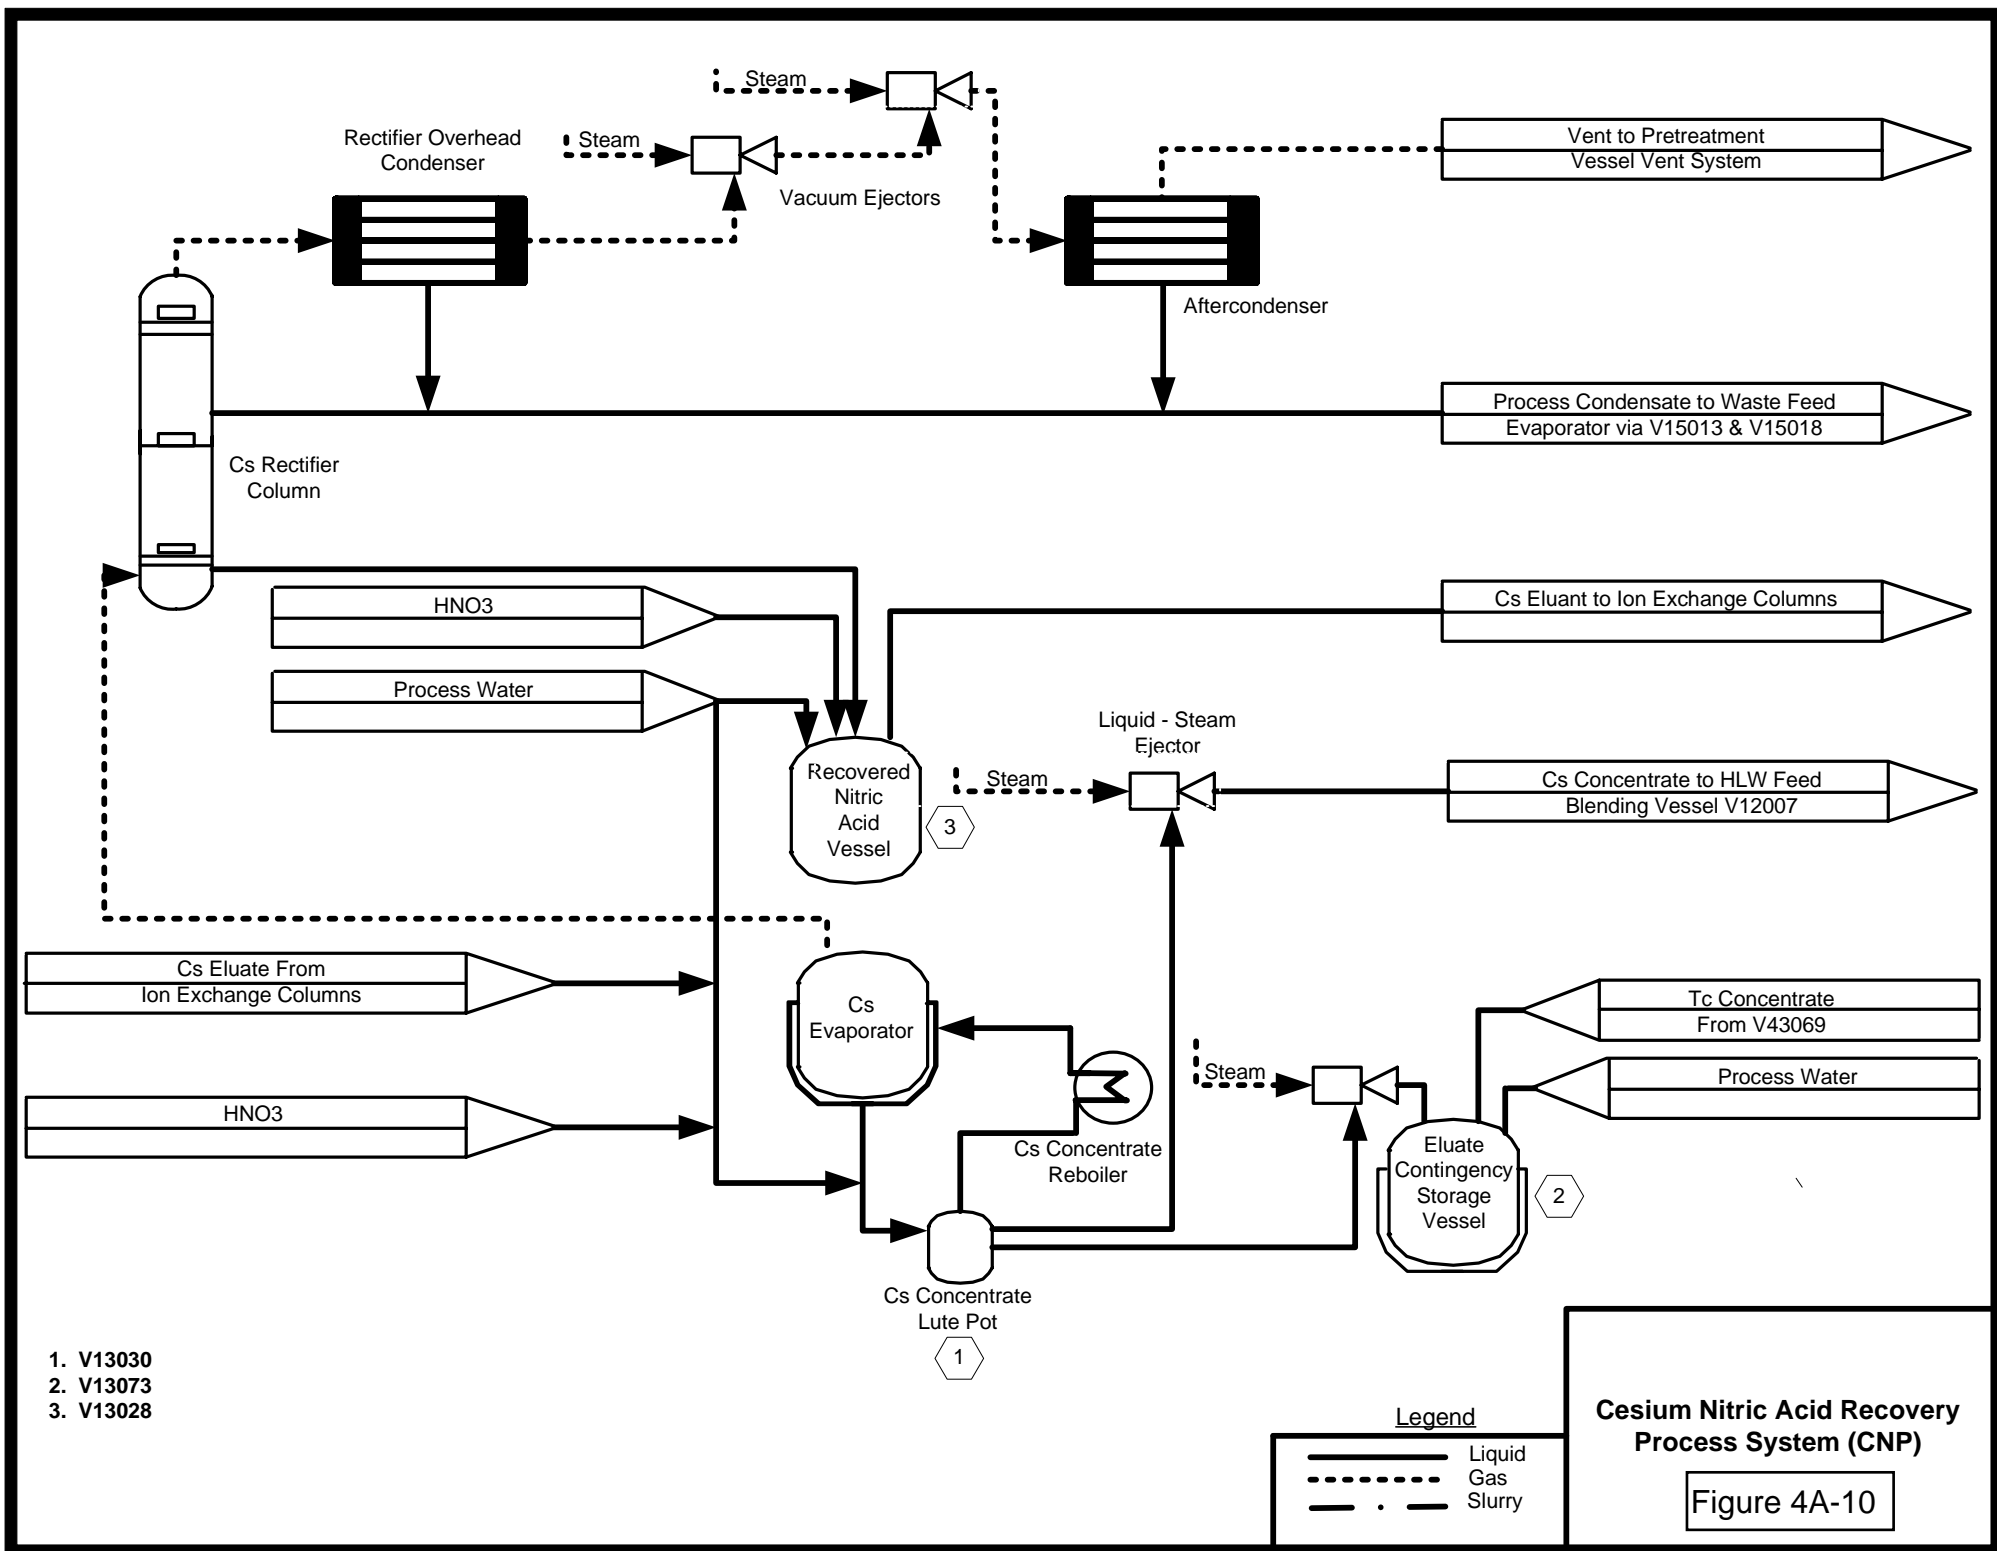 Steam
Steam
Rectifier Overhead
Condenser
Vacuum Ejectors
Vent to Pretreatment
Vessel Vent System
Aftercondenser
Process Condensate to Waste Feed
Evaporator via V15013 & V15018
Cs Rectifier
Column
HNO3
Cs Eluant to Ion Exchange Columns
Process Water
Recovered
Nitric
Acid
Vessel
3
Liquid - Steam
Ejector
Steam
Cs Concentrate to HLW Feed
Blending Vessel V12007
Cs Eluate From
Ion Exchange Columns
Cs
Evaporator
Tc Concentrate
From V43069
Steam
Process Water
HNO3
Cs Concentrate
Reboiler
Eluate
Contingency
Storage
Vessel
2
Cs Concentrate
Lute Pot
1
1. V13030
2. V13073
3. V13028
Legend
Liquid
Gas
Slurry
Cesium Nitric Acid Recovery
Process System (CNP)
Figure 4A-10